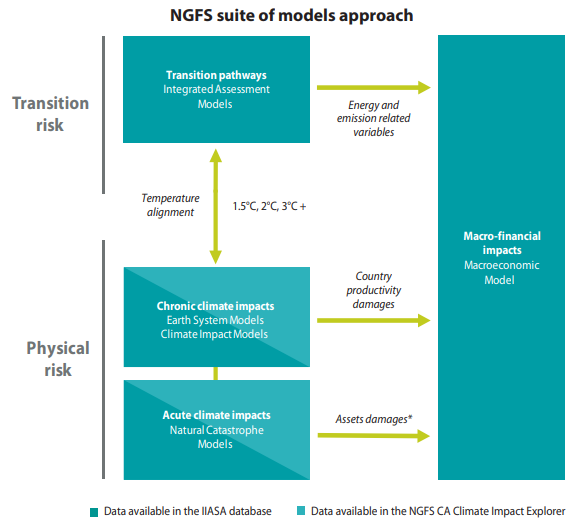 NGFS suite of models approach
Transition
risk
Transition pathways
Integrated Assessment
Models
Energy and
emission related
variables
Temperature
alignment
1.5°C, 2°C, 3°C +
Macro-financial
impacts
Macroeconomic
Model
Physical
risk
Chronic climate impacts
Earth System Models
Climate Impact Models
Country
productivity
damages
Acute climate impacts
Natural Catastrophe
Models
Assets damages*
Data available in the IIASA database
Data available in the NGFS CA Climate Impact Explorer